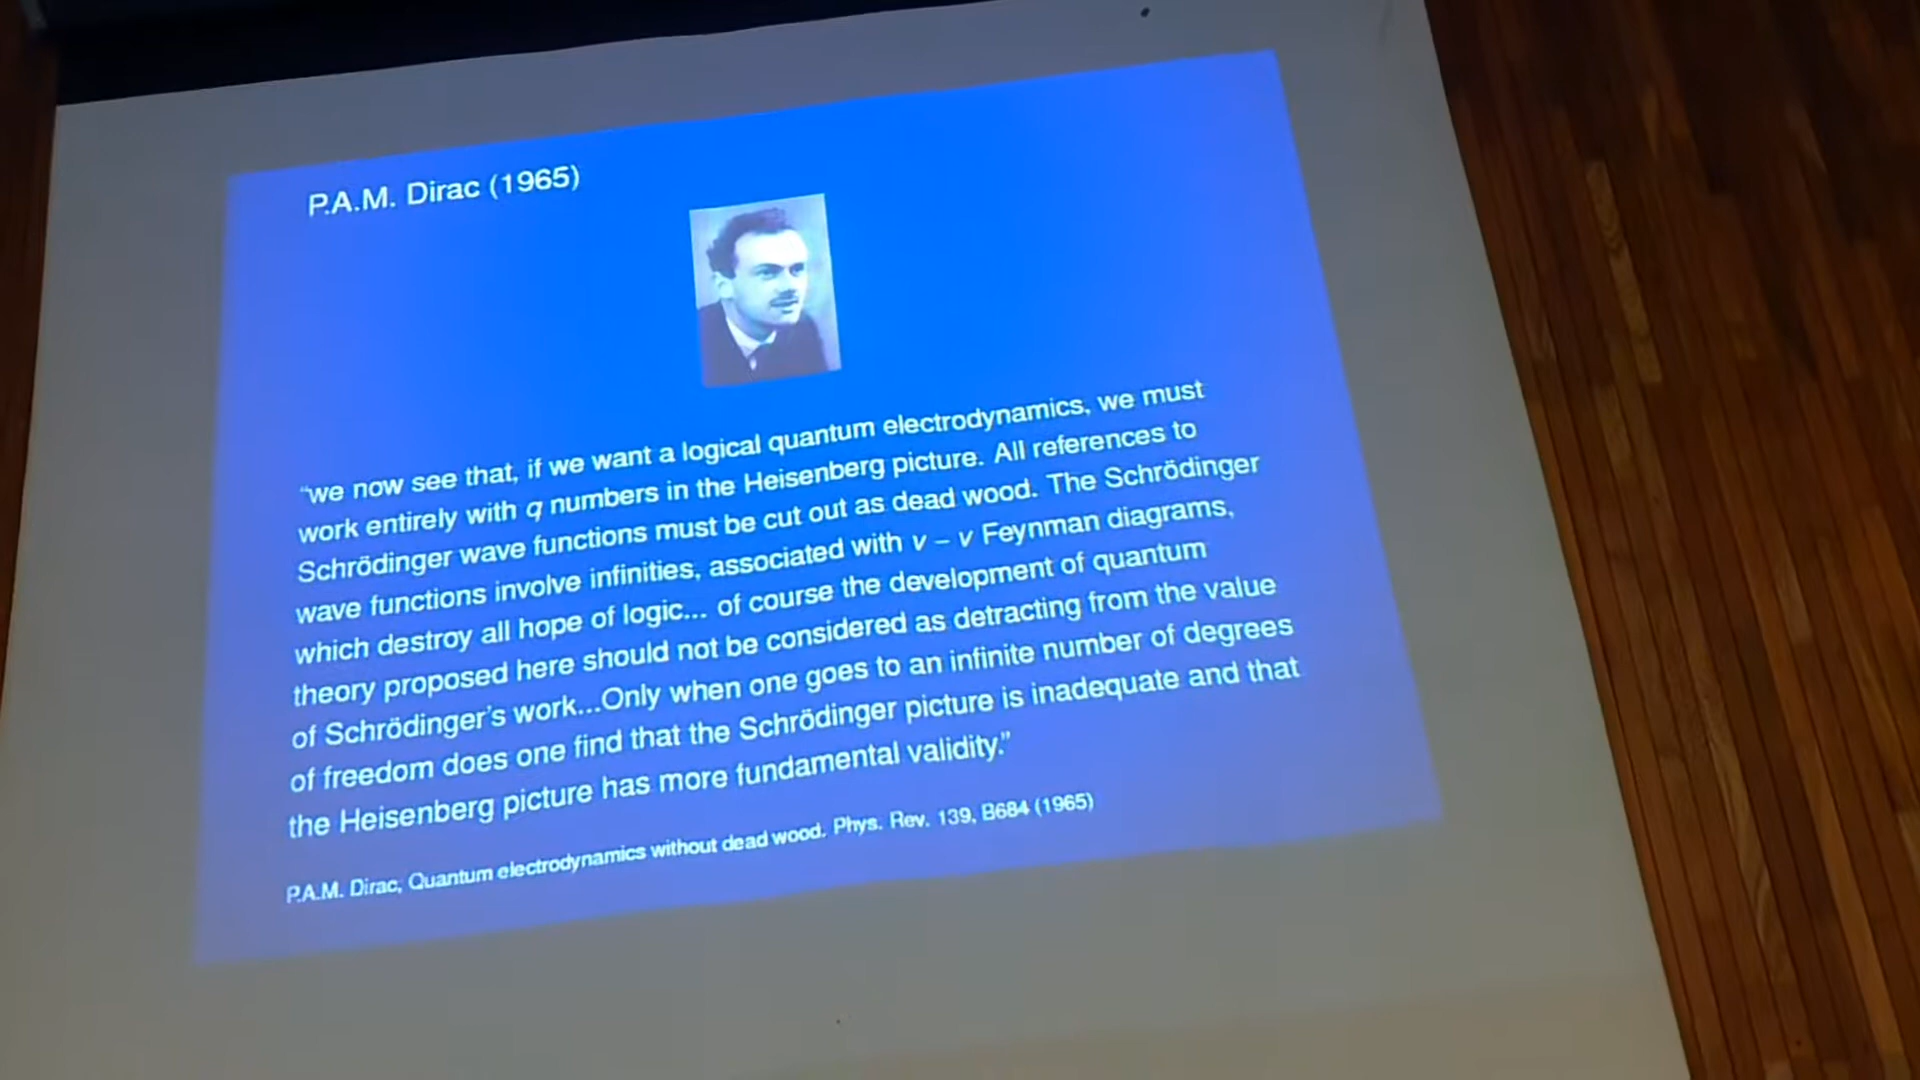 P.A.M. Dirac (1965)
“we now see that, if we want a logical quantum electrodynamics, we must
work entirely with q numbers in the Heisenberg picture. All references to
Schrödinger wave functions must be cut out as dead wood. The Schrödinger
wave functions involve infinities, associated with v – v Feynman diagrams,
which destroy all hope of logic... of course the development of quantum
theory proposed here should not be considered as detracting from the value
of Schrödinger's work...Only when one goes to an infinite number of degrees
of freedom does one find that the Schrödinger picture is inadequate and that
the Heisenberg picture has more fundamental validity.”
P.A.M. Dirac, Quantum electrodynamics without dead wood. Phys. Rev. 139, B684 (1965)